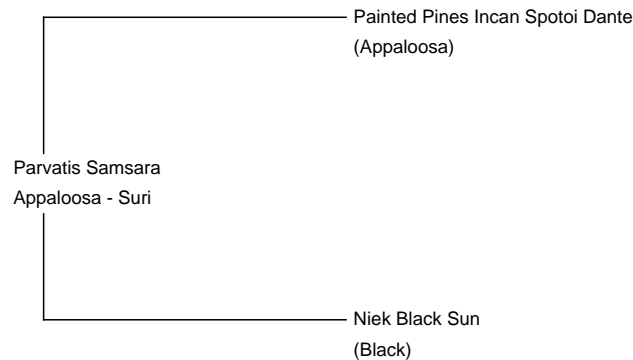 Painted Pines Incan Spotoi Dante
(Appaloosa)
Parvatis Samsara
Appaloosa - Suri
Niek Black Sun
(Black)